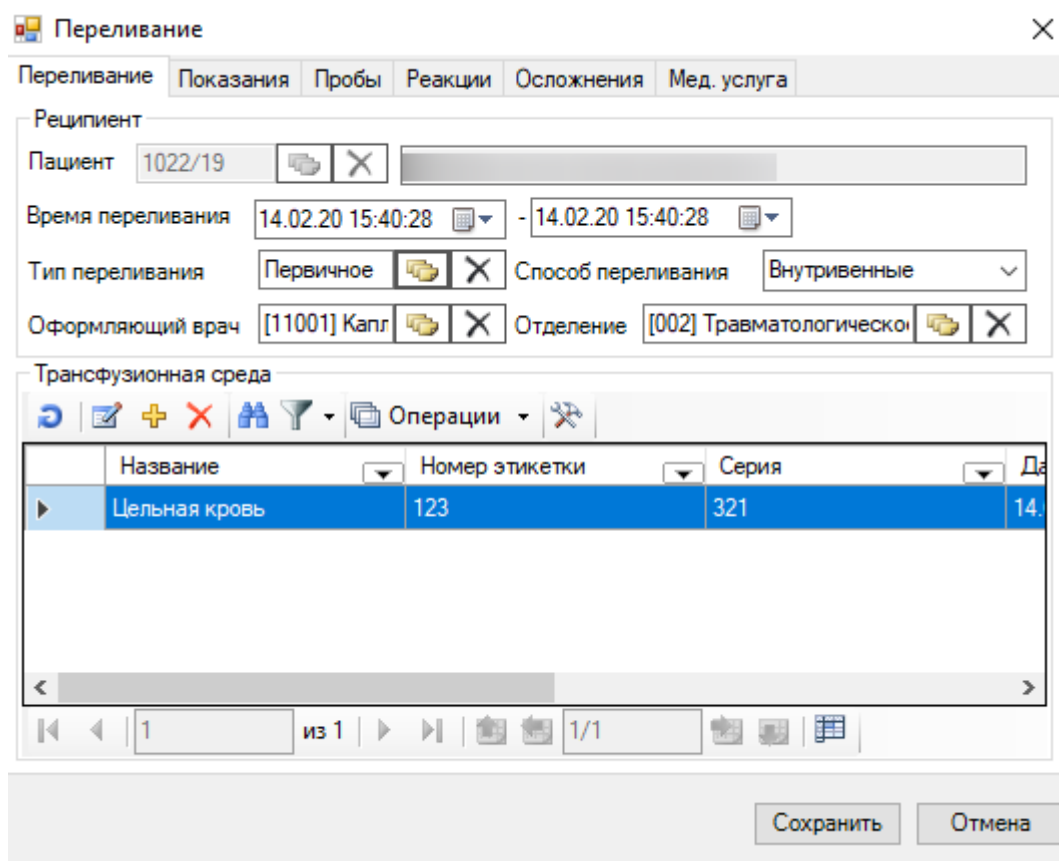 Переливание
Переливание Показания Пробы Реакции Осложнения Мед. услуга
Реципиент
Пациент 1022/19
Время переливания 14.02.20 15:40:28 - 14.02.20 15:40:28
Тип переливания Первичное Способ переливания Внутривенные
Оформляющий врач [11001] Капл Отделение [002] Травматологическо
Трансфузионная среда
Операции
Название Номер этикетки Серия Да
Цельная кровь 123 321 14.
1 из 1 1/1
Сохранить Отмена